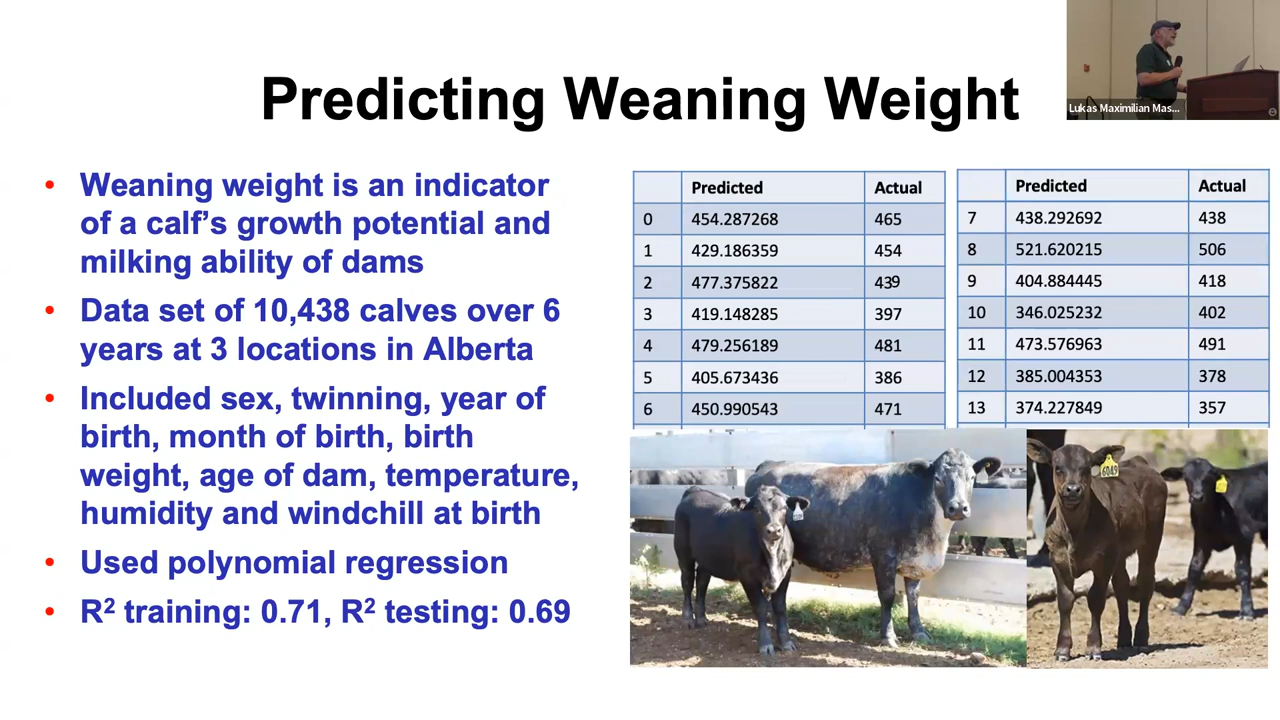 Predicting Weaning Weight
Lukas Maximilian Mas...
• Weaning weight is an indicator
of a calf's growth potential and
milking ability of dams
• Data set of 10,438 calves over 6
years at 3 locations in Alberta
• Included sex, twinning, year of
birth, month of birth, birth
weight, age of dam, temperature,
humidity and windchill at birth
• Used polynomial regression
• R² training: 0.71, R² testing: 0.69
Predicted Actual
0 454.287268 465
1 429.186359 454
2 477.375822 439
3 419.148285 397
4 479.256189 481
5 405.673436 386
6 450.990543 471
Predicted Actual
7 438.292692 438
8 521.620215 506
9 404.884445 418
10 346.025232 402
11 473.576963 491
12 385.004353 378
13 374.227849 357
6049